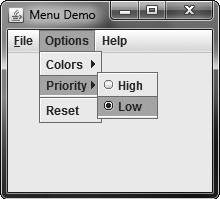 Menu Demo
File Options Help
Colors
Priority High
Low
Reset